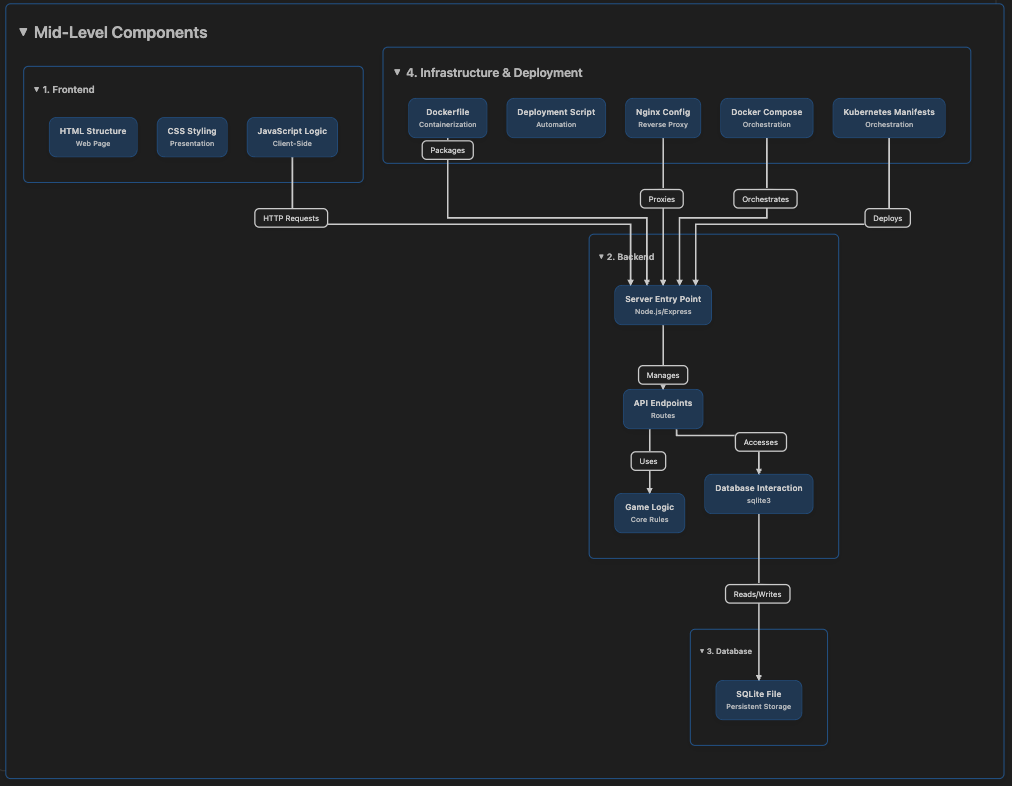 ▼ Mid-Level Components
▼ 1. Frontend
HTML Structure
Web Page
CSS Styling
Presentation
JavaScript Logic
Client-Side
▼ 4. Infrastructure & Deployment
Dockerfile
Containerization
Deployment Script
Automation
Nginx Config
Reverse Proxy
Docker Compose
Orchestration
Kubernetes Manifests
Orchestration
Packages
Proxies
Orchestrates
HTTP Requests
Deploys
▼ 2. Backend
Server Entry Point
Node.js/Express
Manages
API Endpoints
Routes
Accesses
Uses
Database Interaction
sqlite3
Game Logic
Core Rules
Reads/Writes
▼ 3. Database
SQLite File
Persistent Storage